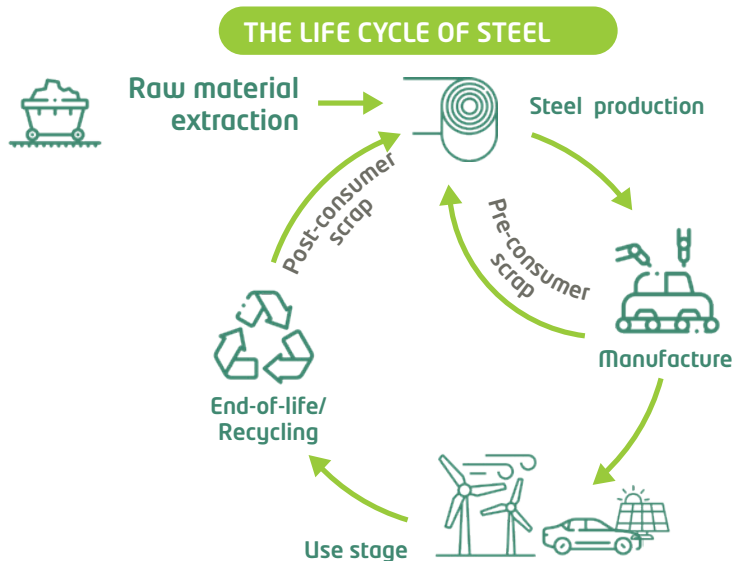 THE LIFE CYCLE OF STEEL
Raw material
extraction
Steel production
Post-consumer
scrap
Pre-consumer
scrap
Manufacture
End-of-life/
Recycling
Use stage